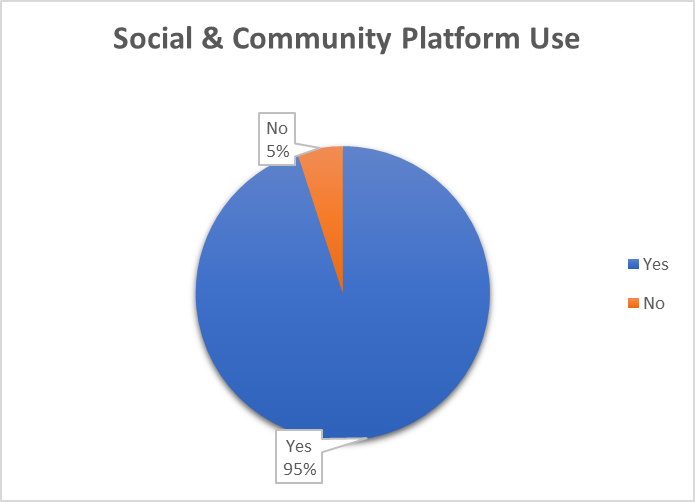 Social & Community Platform Use
No
5%
Yes
No
Yes
95%